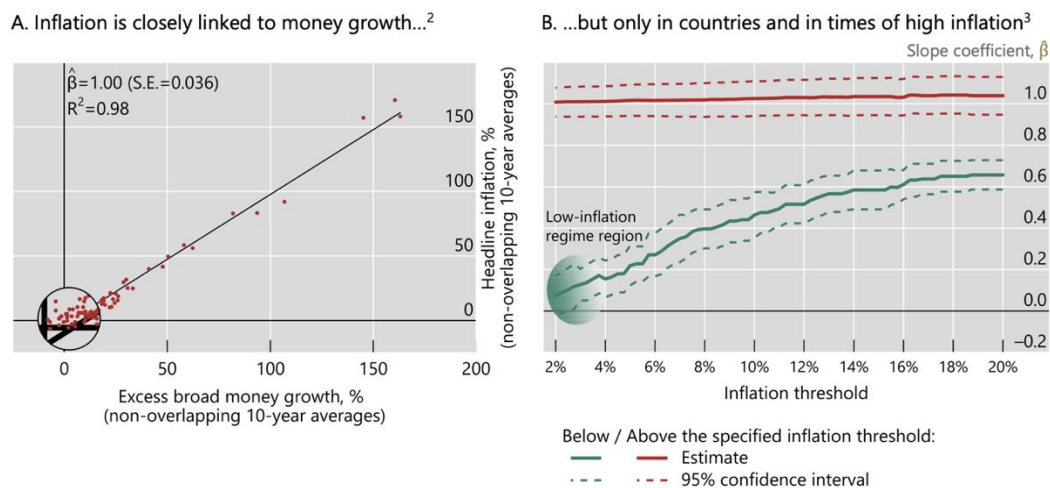 A. Inflation is closely linked to money growth...²
β̂=1.00 (S.E.=0.036)
R²=0.98
150
100
50
0
0
50
100
150
200
Headline inflation, %
(non-overlapping 10-year averages)
Excess broad money growth, %
(non-overlapping 10-year averages)
B. ...but only in countries and in times of high inflation³
Slope coefficient, β̂
1.0
0.8
0.6
0.4
0.2
0.0
–0.2
Low-inflation
regime region
2%
4%
6%
8%
10%
12%
14%
16%
18%
20%
Inflation threshold
Below / Above the specified inflation threshold:
Estimate
95% confidence interval